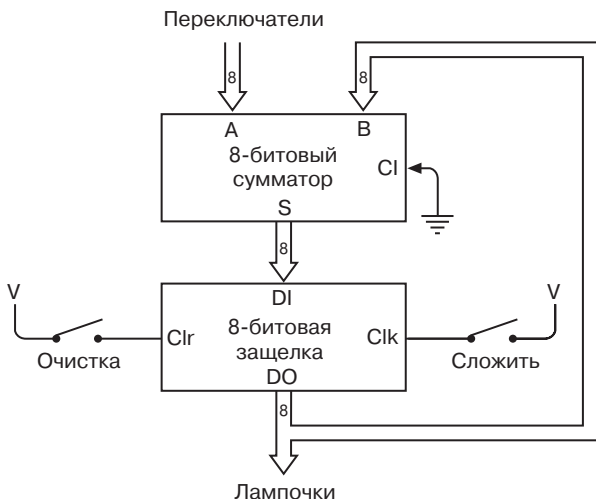 Переключатели
8
8
A
B
8-битовый
сумматор
CI
S
8
V
V
DI
Clr
8-битовая
защелка
Clk
Очистка
Сложить
DO
8
Лампочки